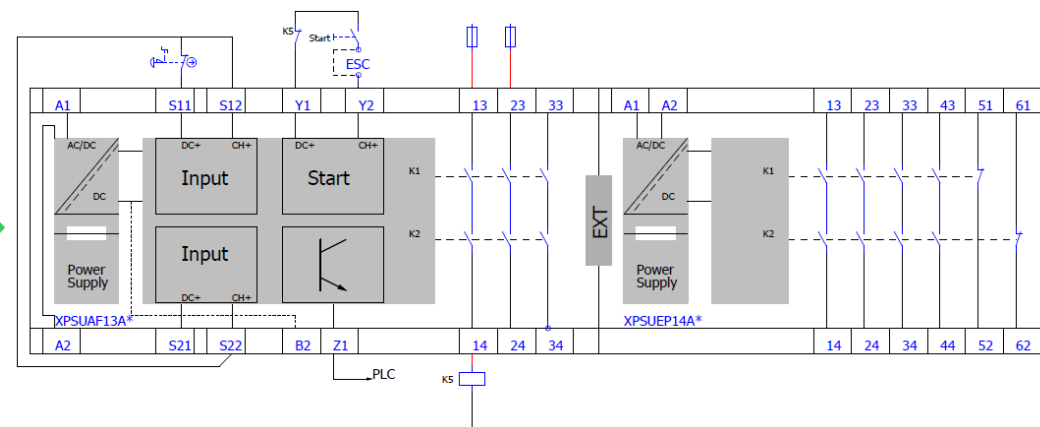 K5 Start
ESC
A1 S11 S12 Y1 Y2 13 23 33 A1 A2 13 23 33 43 51 61
AC/DC DC+ CH+ DC+ CH+ AC/DC
Input Start K1 K1
DC DC
K2 EXT K2
Input
Power Supply Power Supply
DC+ CH+
XPSUAF13A* XPSUEP14A*
A2 S21 S22 B2 Z1 14 24 34 14 24 34 44 52 62
PLC K5